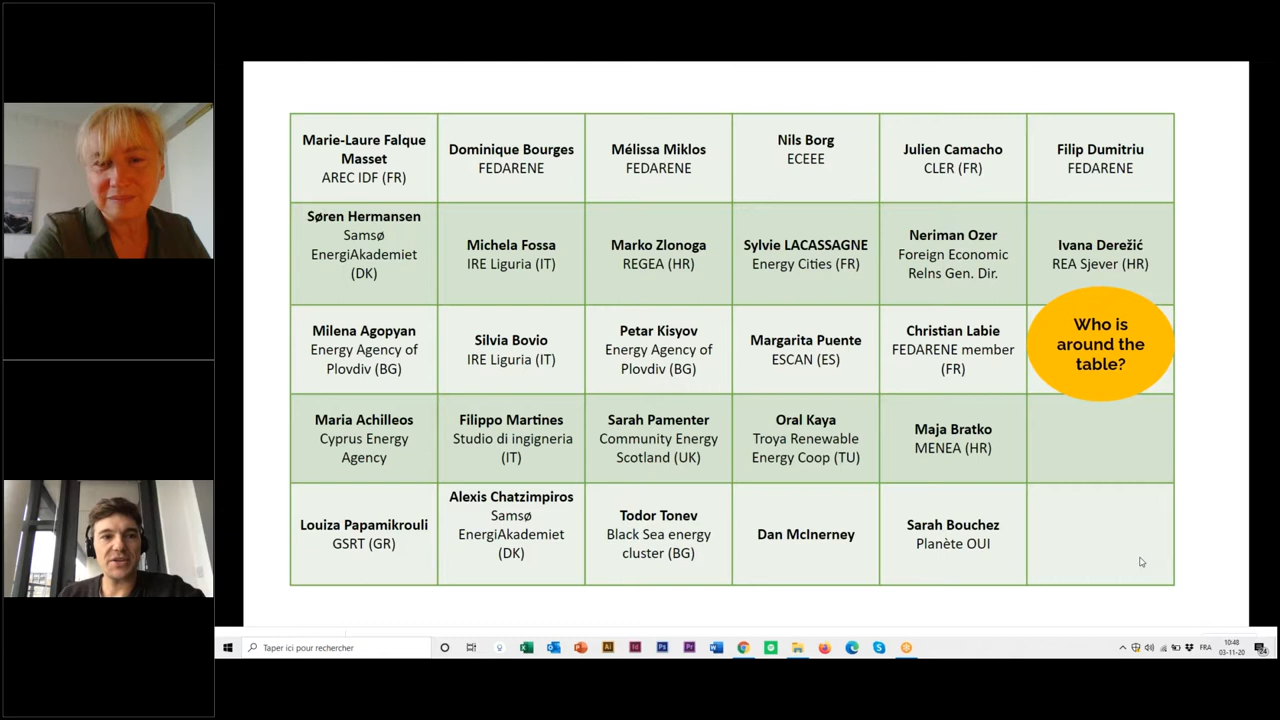 Marie-Laure Falque
Masset
AREC IDF (FR)
Dominique Bourges
FEDARENE
Mélissa Miklos
FEDARENE
Nils Borg
ECEEE
Julien Camacho
CLER (FR)
Filip Dumitriu
FEDARENE
Søren Hermansen
Samsø
EnergiAkademiet
(DK)
Michela Fossa
IRE Liguria (IT)
Marko Zlonoga
REGEA (HR)
Sylvie LACASSAGNE
Energy Cities (FR)
Neriman Ozer
Foreign Economic
Relns Gen. Dir.
Ivana Derežić
REA Sjever (HR)
Milena Agopyan
Energy Agency of
Plovdiv (BG)
Silvia Bovio
IRE Liguria (IT)
Petar Kisyov
Energy Agency of
Plovdiv (BG)
Margarita Puente
ESCAN (ES)
Christian Labie
FEDARENE member
(FR)
Who is
around the
table?
Maria Achilleos
Cyprus Energy
Agency
Filippo Martines
Studio di ingigneria
(IT)
Sarah Pamenter
Community Energy
Scotland (UK)
Oral Kaya
Troya Renewable
Energy Coop (TU)
Maja Bratko
MENEA (HR)
Louiza Papamikrouli
GSRT (GR)
Alexis Chatzimpiros
Samsø
EnergiAkademiet
(DK)
Todor Tonev
Black Sea energy
cluster (BG)
Dan McInerney
Sarah Bouchez
Planète OUI
Taper ici pour rechercher
FRA
10:48
03-11-20